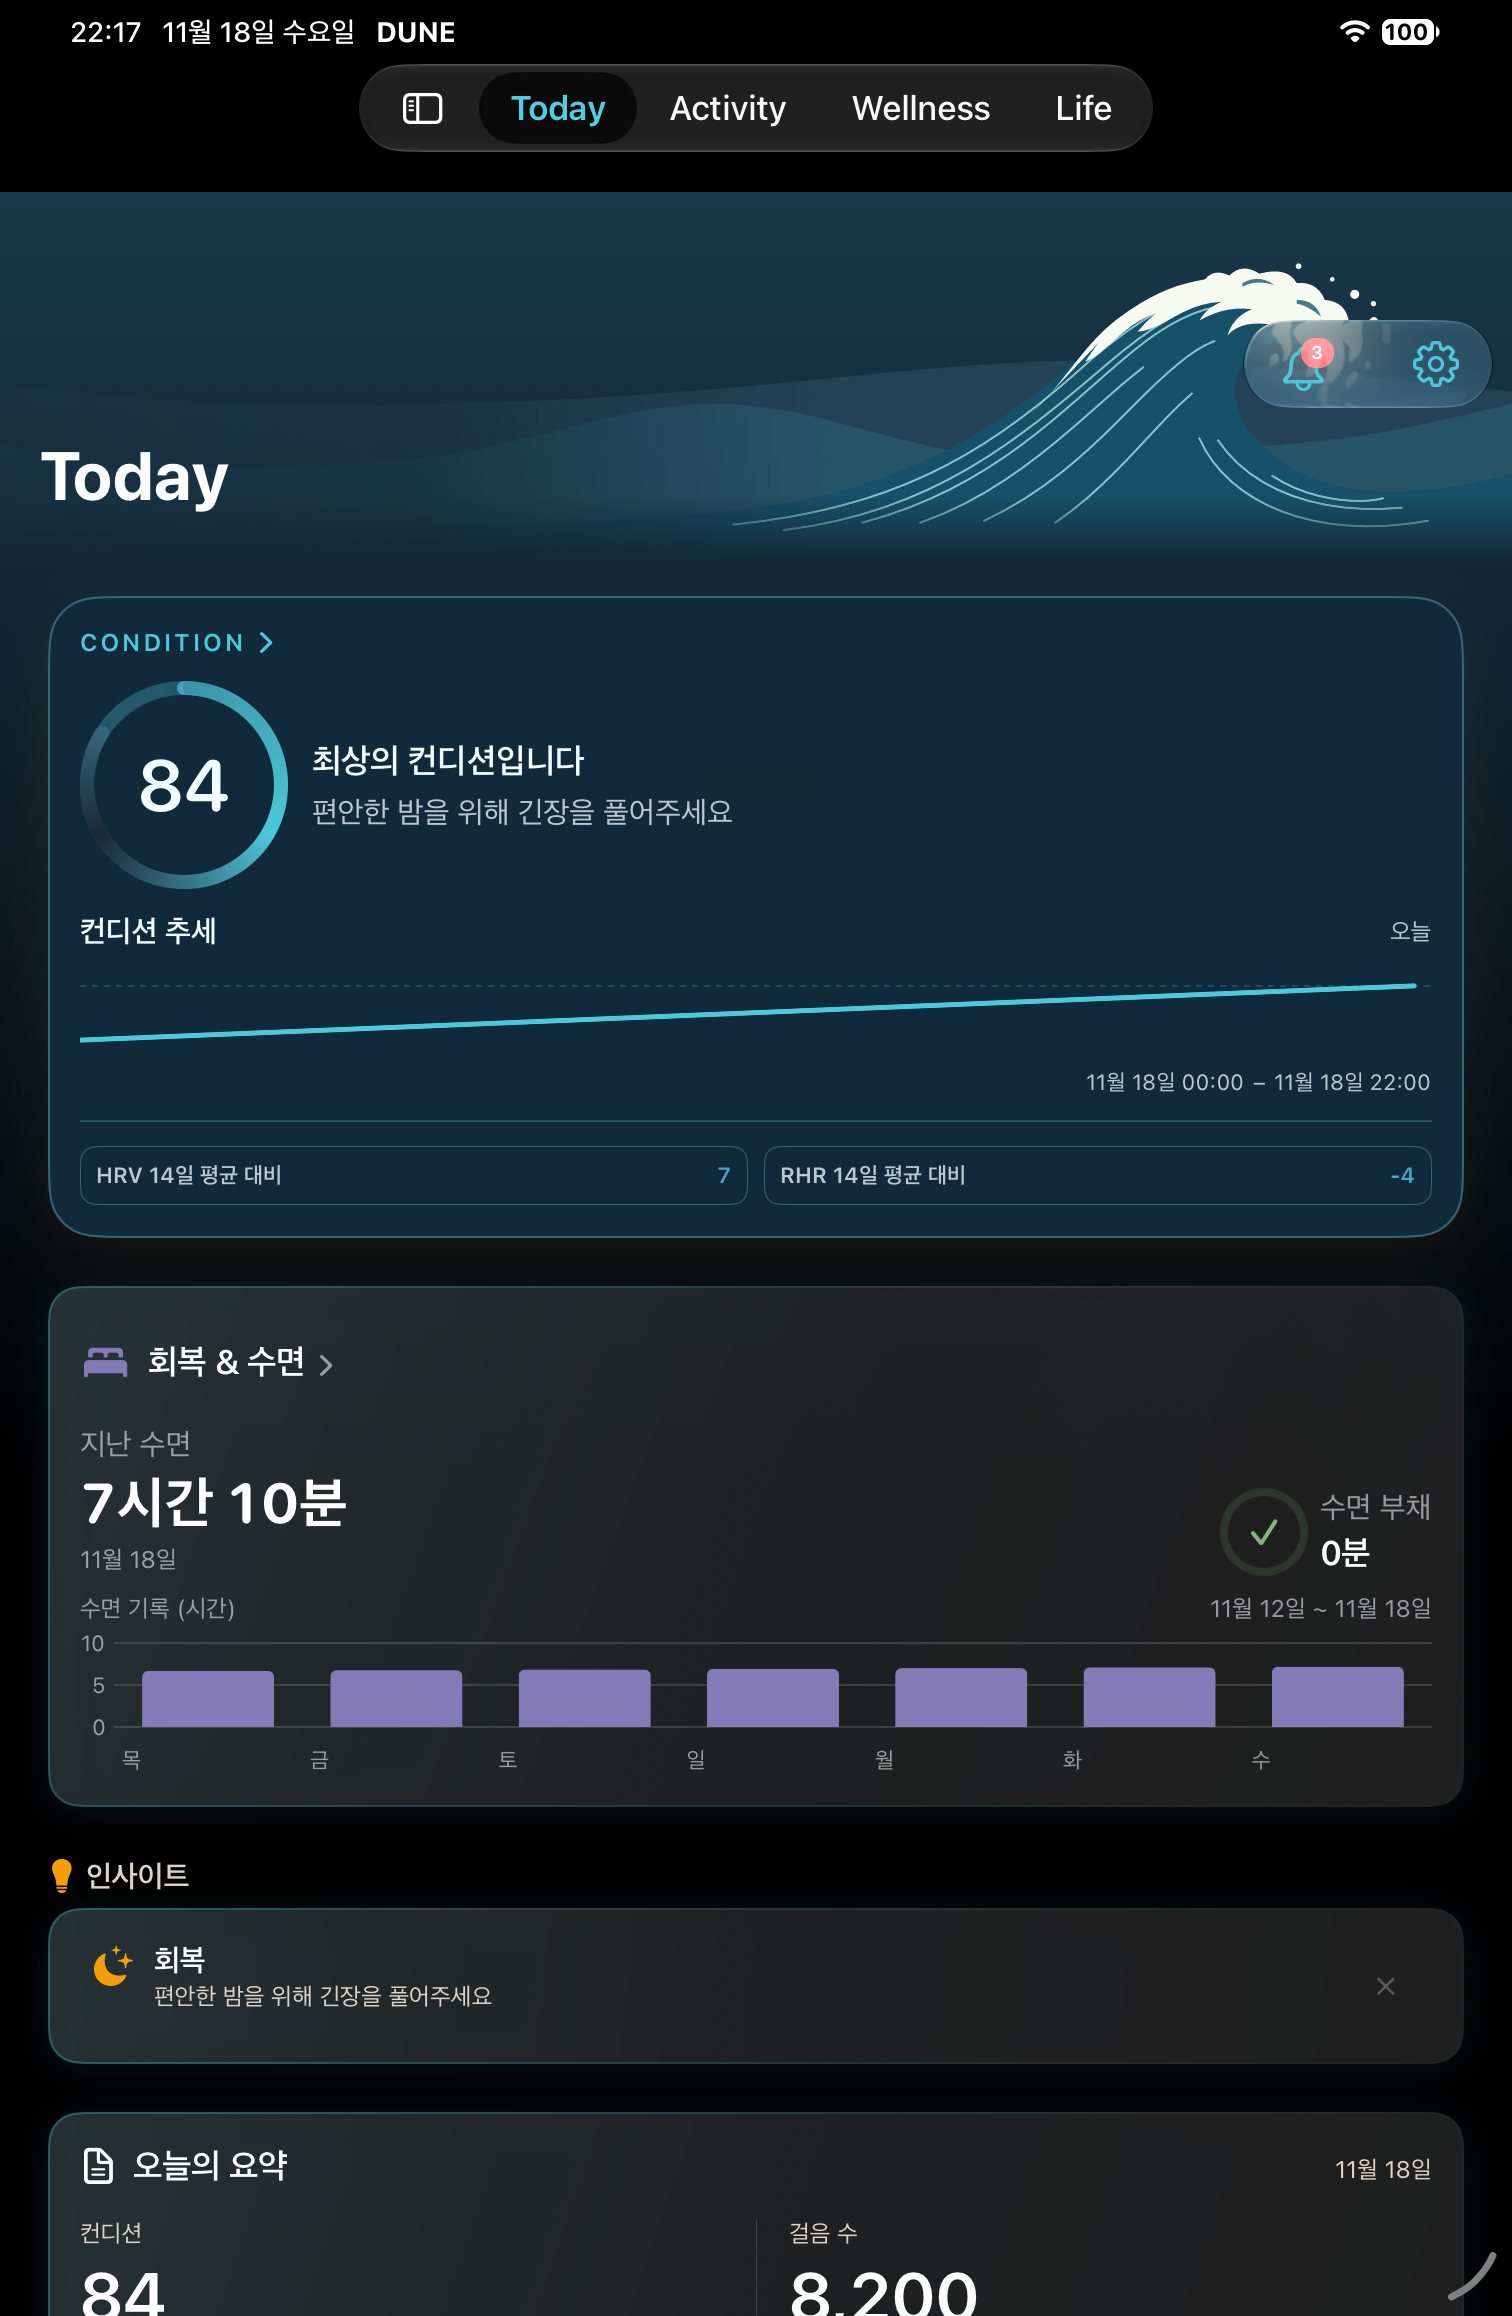 22:17 11월 18일 수요일 DUNE
100
Today Activity Wellness Life
3
Today
CONDITION
84
최상의 컨디션입니다
편안한 밤을 위해 긴장을 풀어주세요
컨디션 추세 오늘
11월 18일 00:00 – 11월 18일 22:00
HRV 14일 평균 대비 7
RHR 14일 평균 대비 -4
회복 & 수면
지난 수면
7시간 10분
11월 18일
수면 부채
0분
수면 기록 (시간) 11월 12일 ~ 11월 18일
10
5
0
목 금 토 일 월 화 수
인사이트
회복
편안한 밤을 위해 긴장을 풀어주세요
오늘의 요약 11월 18일
컨디션 걸음 수
84 8,200